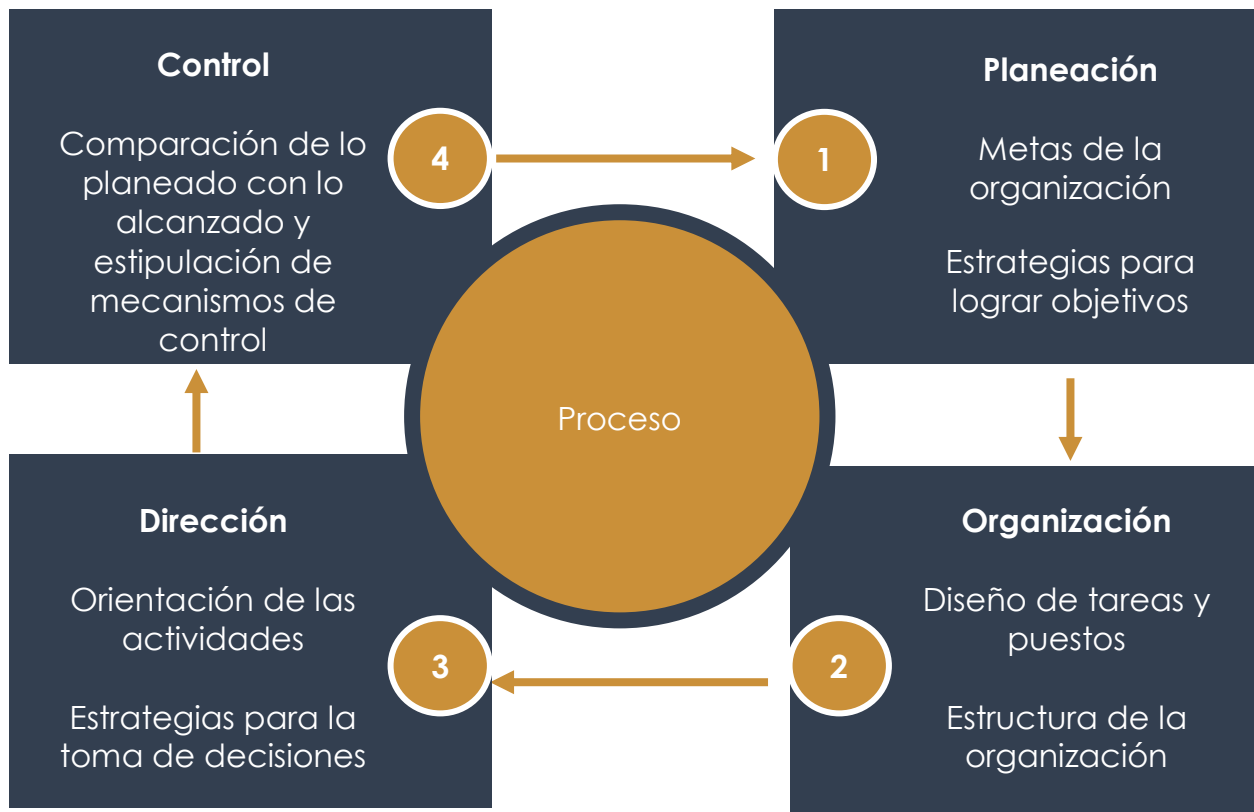 Control
Comparación de lo
planeado con lo
alcanzado y
estipulación de
mecanismos de
control
4
1
Planeación
Metas de la
organización
Estrategias para
lograr objetivos
Proceso
Dirección
Orientación de las
actividades
Estrategias para la
toma de decisiones
3
2
Organización
Diseño de tareas y
puestos
Estructura de la
organización